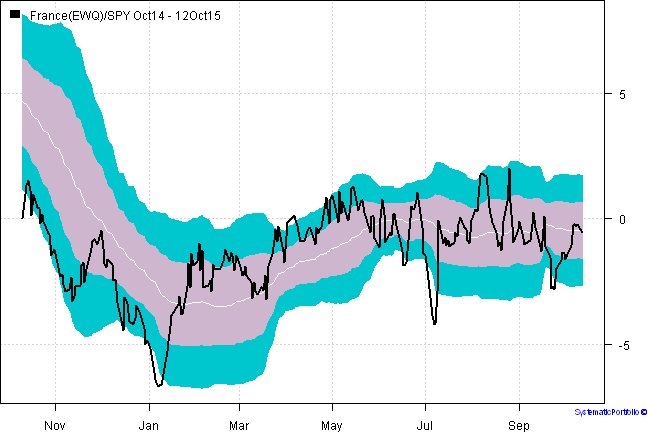 France(EWQ)/SPY Oct14 - 12Oct15
5
0
-5
Nov Jan Mar May Jul Sep
SystematicPortfolio ©